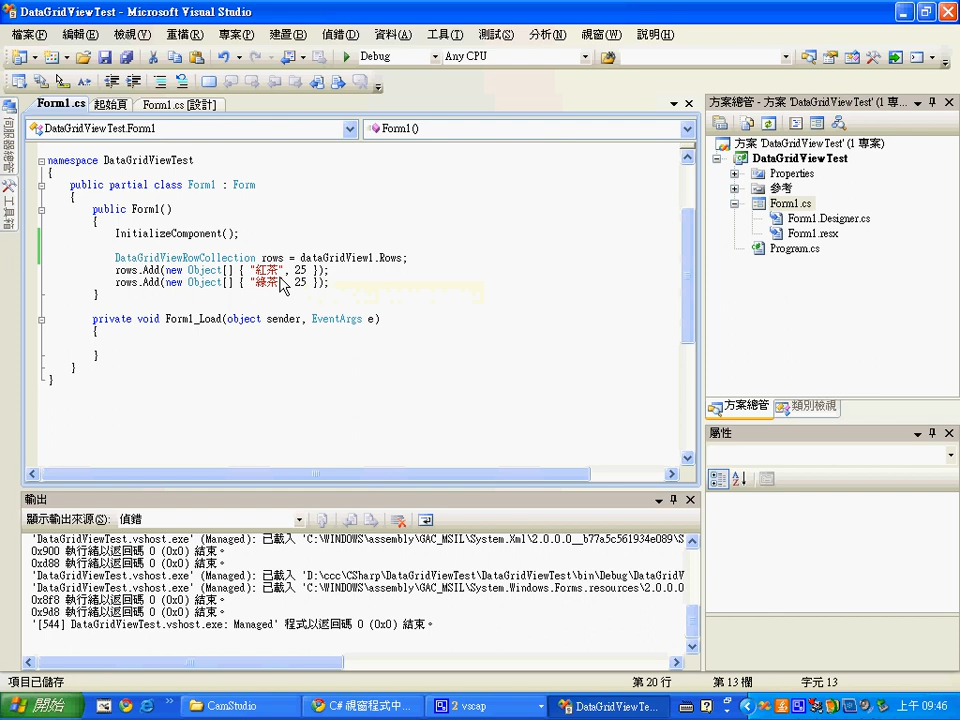 DataGridViewTest - Microsoft Visual Studio
檔案(F) 編輯(E) 檢視(V) 重構(R) 專案(P) 建置(B) 偵錯(D) 資料(A) 工具(T) 測試(S) 分析(N) 視窗(W) 說明(H)
Debug Any CPU
Form1.cs 起始頁 Form1.cs [設計]
DataGridViewTest.Form1 Form1()
namespace DataGridViewTest
{
public partial class Form1 : Form
{
public Form1()
{
InitializeComponent();
DataGridViewRowCollection rows = dataGridView1.Rows;
rows.Add(new Object[] { "紅茶", 25 });
rows.Add(new Object[] { "綠茶", 25 });
}
private void Form1_Load(object sender, EventArgs e)
{
}
}
}
伺服器總管
工具箱
方案總管 - 方案 'DataGridViewTest' (1 專...
方案 'DataGridViewTest' (1 專案)
DataGridViewTest
Properties
參考
Form1.cs
Form1.Designer.cs
Form1.resx
Program.cs
方案總管 類別檢視
屬性
輸出
顯示輸出來源(S): 偵錯
'DataGridViewTest.vshost.exe' (Managed): 已載入 'C:\WINDOWS\assembly\GAC_MSIL\System.Xml\2.0.0.0__b77a5c561934e089\S
0x900 執行緒以返回碼 0 (0x0) 結束。
0xd88 執行緒以返回碼 0 (0x0) 結束。
'DataGridViewTest.vshost.exe' (Managed): 已載入 'D:\ccc\CSharp\DataGridViewTest\DataGridViewTest\bin\Debug\DataGridV
'DataGridViewTest.vshost.exe' (Managed): 已載入 'C:\WINDOWS\assembly\GAC_MSIL\System.Windows.Forms.resources\2.0.0.0
0x8f8 執行緒以返回碼 0 (0x0) 結束。
0x9d8 執行緒以返回碼 0 (0x0) 結束。
'[544] DataGridViewTest.vshost.exe: Managed' 程式以返回碼 0 (0x0) 結束。
項目已儲存 第 20 行 第 13 欄 字元 13
開始 CamStudio C# 視窗程式中... 2 vscap DataGridViewTe... 上午 09:46